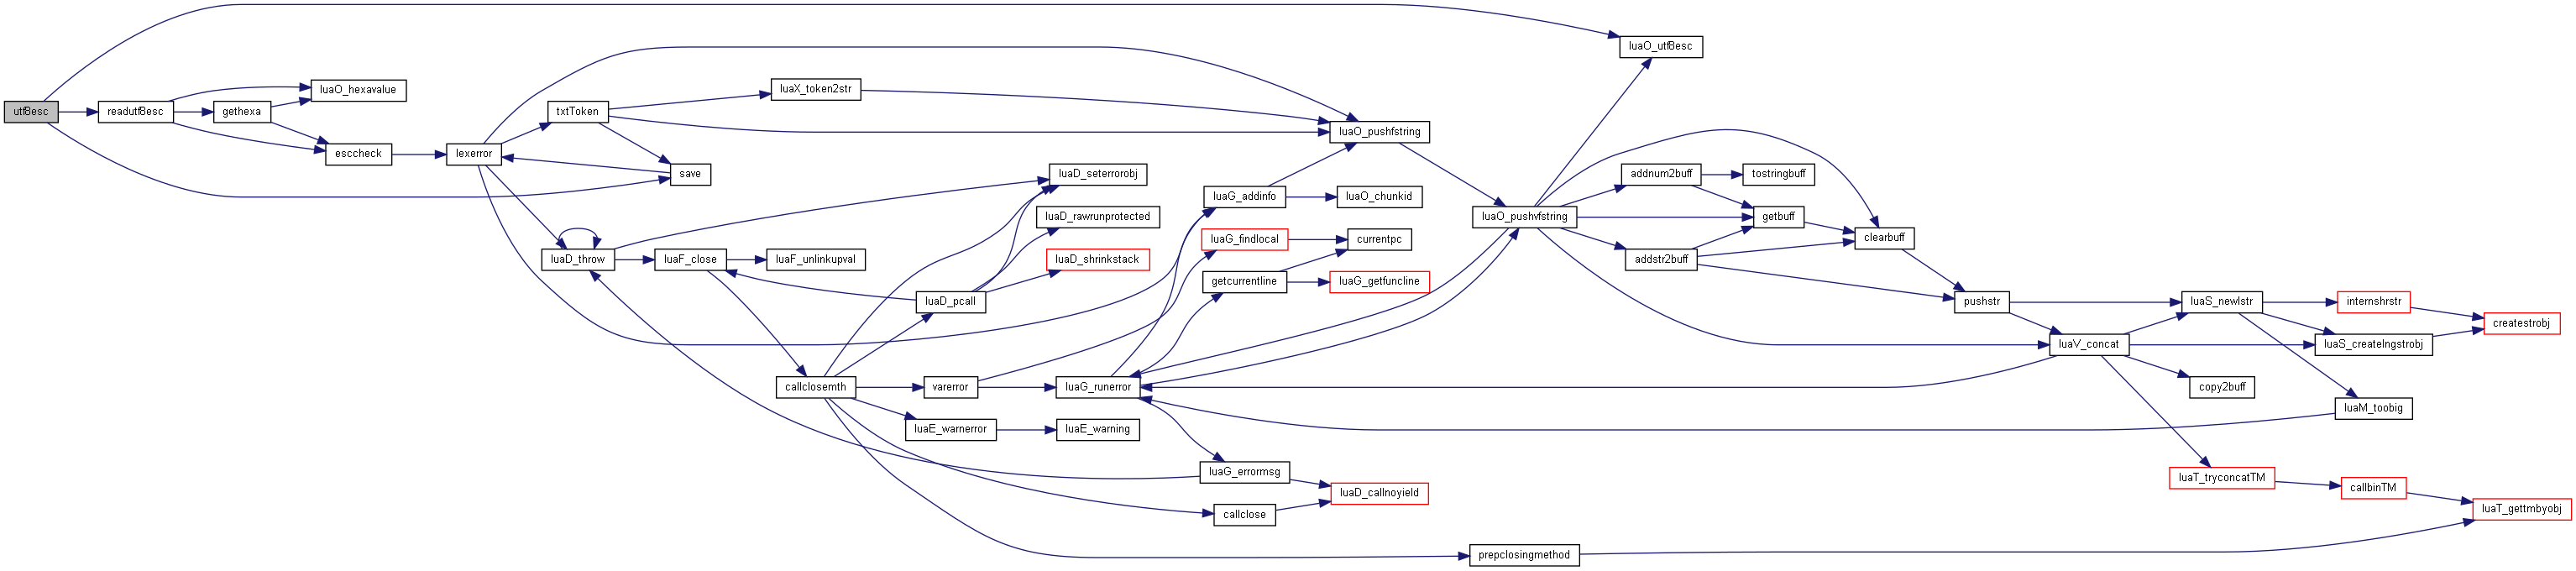 utf8esc
readutf8esc
luaO_hexavalue
gethexa
esccheck
lexerror
txtToken
save
luaD_throw
luaF_close
luaX_token2str
luaF_unlinkupval
callclosemth
luaD_pcall
varerror
luaE_warnerror
luaD_seterrorobj
luaD_rawrunprotected
luaD_shrinkstack
luaG_runerror
luaE_warning
luaG_addinfo
luaG_findlocal
getcurrentline
luaG_errormsg
callclose
luaO_pushfstring
luaO_chunkid
currentpc
luaG_getfuncline
luaD_callnoyield
luaO_pushvfstring
prepclosingmethod
luaO_utf8esc
addnum2buff
addstr2buff
tostringbuff
getbuff
clearbuff
pushstr
luaV_concat
luaS_newlstr
copy2buff
luaT_tryconcatTM
internshrstr
luaS_createlngstrobj
luaM_toobig
callbinTM
createstrobj
luaT_gettmbyobj